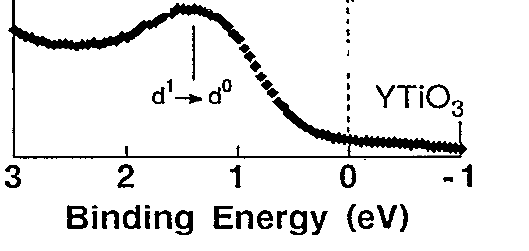 d¹→d⁰
YTiO₃
3 2 1 0 -1
Binding Energy (eV)